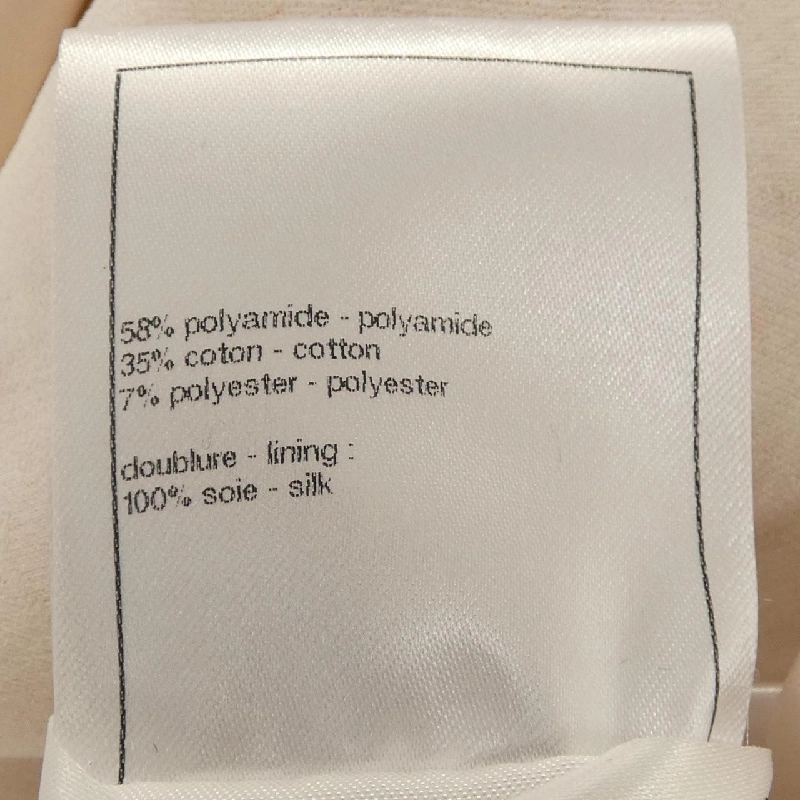 58% polyamide - polyamide
35% coton - cotton
7% polyester - polyester
doublure - lining :
100% soie - silk